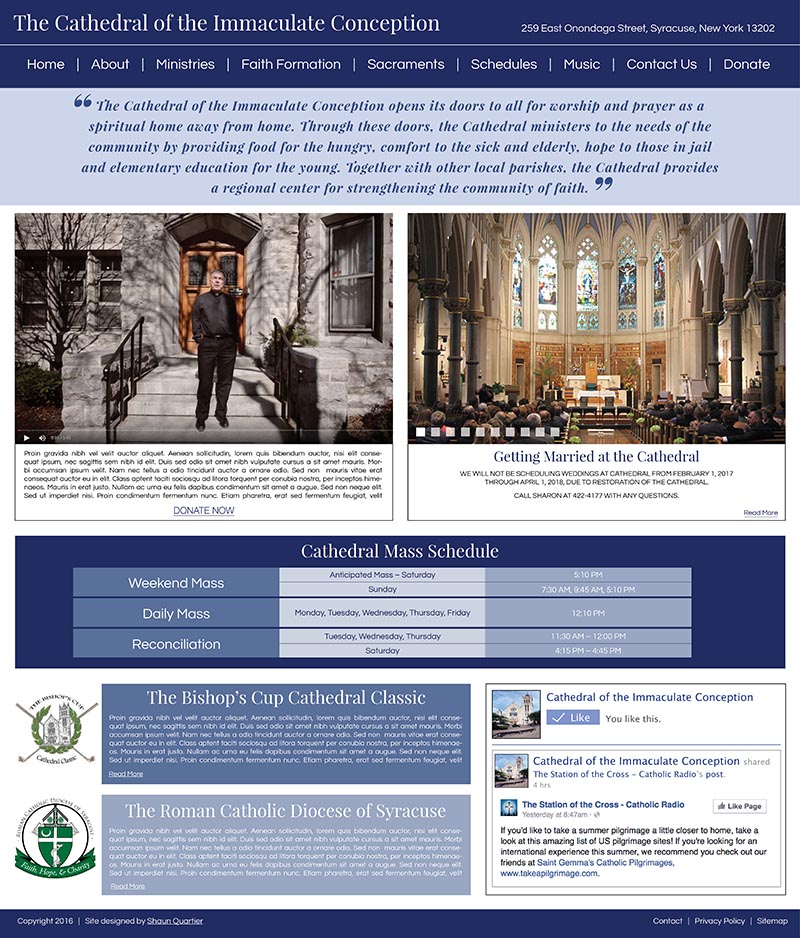 The Cathedral of the Immaculate Conception
259 East Onondaga Street, Syracuse, New York 13202
Home | About | Ministries | Faith Formation | Sacraments | Schedules | Music | Contact Us | Donate
“ The Cathedral of the Immaculate Conception opens its doors to all for worship and prayer as a
spiritual home away from home. Through these doors, the Cathedral ministers to the needs of the
community by providing food for the hungry, comfort to the sick and elderly, hope to those in jail
and elementary education for the young. Together with other local parishes, the Cathedral provides
a regional center for strengthening the community of faith. ”
Proin gravida nibh vel velit auctor aliquet. Aenean sollicitudin, lorem quis bibendum auctor, nisi elit conse-
quat ipsum, nec sagittis sem nibh id elit. Duis sed odio sit amet nibh vulputate cursus a sit amet mauris. Mor-
bi accumsan ipsum velit. Nam nec tellus a odio tincidunt auctor a ornare odio. Sed non mauris vitae erat
consequat auctor eu in elit. Class aptent taciti sociosqu ad litora torquent per conubia nostra, per inceptos himen-
naeos. Mauris in erat justo. Nullam ac urna eu felis dapibus condimentum sit amet a augue. Sed non neque elit.
Sed ut imperdiet nisi. Proin condimentum fermentum nunc. Etiam pharetra, erat sed fermentum feugiat, velit
DONATE NOW
Getting Married at the Cathedral
WE WILL NOT BE SCHEDULING WEDDINGS AT CATHEDRAL FROM FEBRUARY 1, 2017
THROUGH APRIL 1, 2018, DUE TO RESTORATION OF THE CATHEDRAL.
CALL SHARON AT 422-4177 WITH ANY QUESTIONS.
Read More
Cathedral Mass Schedule
Weekend Mass
Anticipated Mass – Saturday 5:10 PM
Sunday 7:30 AM, 9:45 AM, 5:10 PM
Daily Mass Monday, Tuesday, Wednesday, Thursday, Friday 12:10 PM
Reconciliation
Tuesday, Wednesday, Thursday 11:30 AM – 12:00 PM
Saturday 4:15 PM – 4:45 PM
THE BISHOP'S CUP
Cathedral Classic
The Bishop's Cup Cathedral Classic
Proin gravida nibh vel velit auctor aliquet. Aenean sollicitudin, lorem quis bibendum auctor, nisi elit conse-
quat ipsum, nec sagittis sem nibh id elit. Duis sed odio sit amet nibh vulputate cursus a sit amet mauris. Morbi
accumsan ipsum velit. Nam nec tellus a odio tincidunt auctor a ornare odio. Sed non mauris vitae erat conse-
quat auctor eu in elit. Class aptent taciti sociosqu ad litora torquent per conubia nostra, per inceptos himenae-
os. Mauris in erat justo. Nullam ac urna eu felis dapibus condimentum sit amet a augue. Sed non neque elit.
Sed ut imperdiet nisi. Proin condimentum fermentum nunc. Etiam pharetra, erat sed fermentum feugiat, velit
Read More
ROMAN CATHOLIC DIOCESE OF SYRACUSE
Faith, Hope, & Charity
The Roman Catholic Diocese of Syracuse
Proin gravida nibh vel velit auctor aliquet. Aenean sollicitudin, lorem quis bibendum auctor, nisi elit conse-
quat ipsum, nec sagittis sem nibh id elit. Duis sed odio sit amet nibh vulputate cursus a sit amet mauris. Morbi
accumsan ipsum velit. Nam nec tellus a odio tincidunt auctor a ornare odio. Sed non mauris vitae erat conse-
quat auctor eu in elit. Class aptent taciti sociosqu ad litora torquent per conubia nostra, per inceptos himenae-
os. Mauris in erat justo. Nullam ac urna eu felis dapibus condimentum sit amet a augue. Sed non neque elit.
Sed ut imperdiet nisi. Proin condimentum fermentum nunc. Etiam pharetra, erat sed fermentum feugiat, velit
Read More
Cathedral of the Immaculate Conception
Like You like this.
Cathedral of the Immaculate Conception shared
The Station of the Cross - Catholic Radio's post.
4 hrs
The Station of the Cross - Catholic Radio
Yesterday at 8:47am ·
Like Page
If you'd like to take a summer pilgrimage a little closer to home, take a
look at this amazing list of US pilgrimage sites! If you're looking for an
international experience this summer, we recommend you check out our
friends at Saint Gemma's Catholic Pilgrimages,
www.takeapilgrimage.com.
Copyright 2016 | Site designed by Shaun Quartier
Contact | Privacy Policy | Sitemap